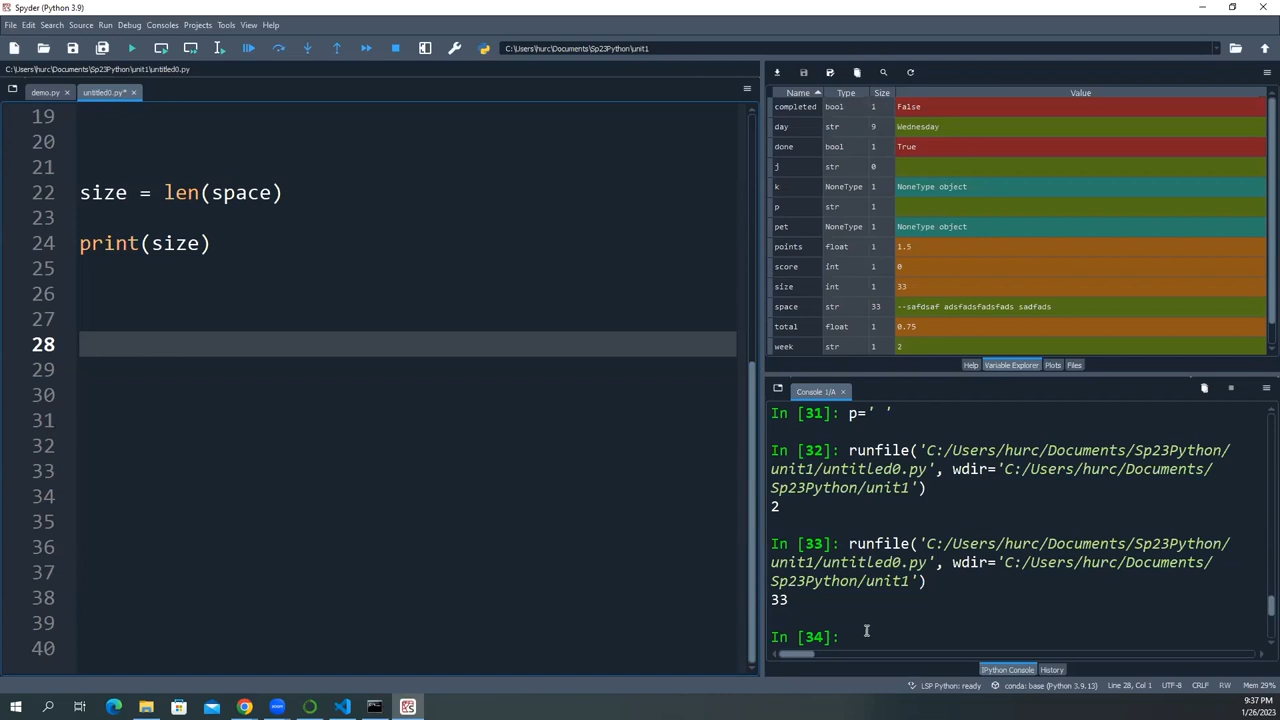 Spyder (Python 3.9)
File Edit Search Source Run Debug Consoles Projects Tools View Help
C:\Users\hurc\Documents\Sp23Python\unit1
C:\Users\hurc\Documents\Sp23Python\unit1\untitled0.py
demo.py untitled0.py*
19
20
21
22 size = len(space)
23
24 print(size)
25
26
27
28
29
30
31
32
33
34
35
36
37
38
39
40
Name Type Size Value
completed bool 1 False
day str 9 Wednesday
done bool 1 True
j str 0
k NoneType 1 NoneType object
p str 1
pet NoneType 1 NoneType object
points float 1 1.5
score int 1 0
size int 1 33
space str 33 --safdsaf adsfadsfadsfads sadfads
total float 1 0.75
week str 1 2
Help Variable Explorer Plots Files
Console 1/A
In [31]: p=' '
In [32]: runfile('C:/Users/hurc/Documents/Sp23Python/
unit1/untitled0.py', wdir='C:/Users/hurc/Documents/
Sp23Python/unit1')
2
In [33]: runfile('C:/Users/hurc/Documents/Sp23Python/
unit1/untitled0.py', wdir='C:/Users/hurc/Documents/
Sp23Python/unit1')
33
In [34]:
IPython Console History
LSP Python: ready conda: base (Python 3.9.13) Line 28, Col 1 UTF-8 CRLF RW Mem 29%
9:37 PM
1/26/2023